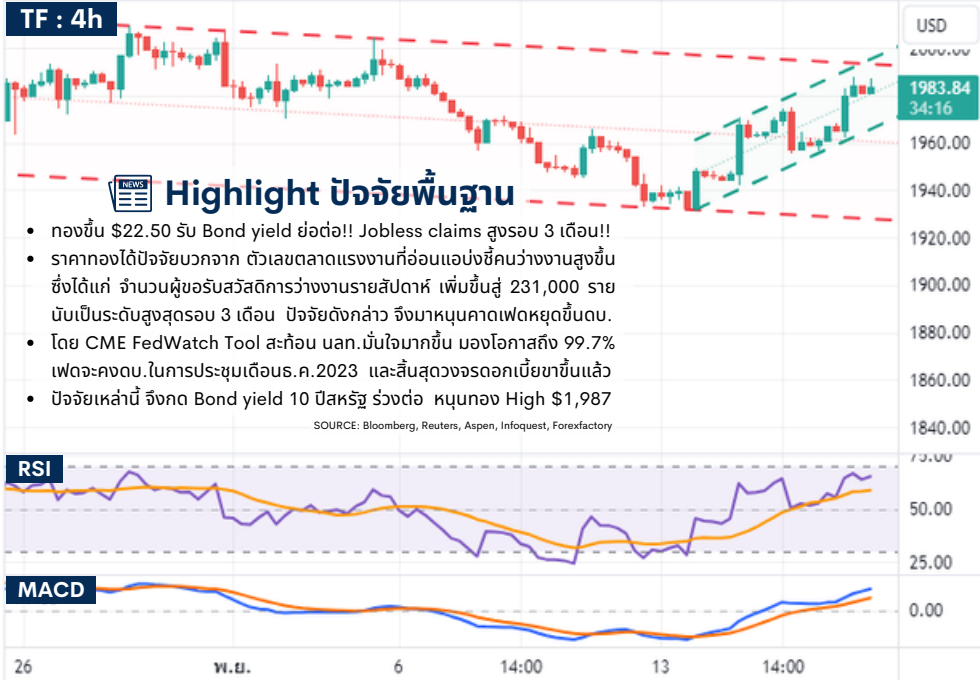 TF : 4h
USD
2000.00
1983.84
34:16
1960.00
1940.00
1920.00
1900.00
1880.00
1860.00
1840.00
NEWS
Highlight ปัจจัยพื้นฐาน
• ทองขึ้น $22.50 รับ Bond yield ย่อต่อ!! Jobless claims สูงรอบ 3 เดือน!!
• ราคาทองได้ปัจจัยบวกจาก ตัวเลขตลาดแรงงานที่อ่อนแอบ่งชี้คนว่างงานสูงขึ้น
ซึ่งได้แก่ จำนวนผู้ขอรับสวัสดิการว่างงานรายสัปดาห์ เพิ่มขึ้นสู่ 231,000 ราย
นับเป็นระดับสูงสุดรอบ 3 เดือน ปัจจัยดังกล่าว จึงมาหนุนคาดเฟดหยุดขึ้นดบ.
• โดย CME FedWatch Tool สะท้อน นลท.มั่นใจมากขึ้น มองโอกาสถึง 99.7%
เฟดจะคงดบ.ในการประชุมเดือนธ.ค.2023 และสิ้นสุดวงจรดอกเบี้ยขาขึ้นแล้ว
• ปัจจัยเหล่านี้ จึงกด Bond yield 10 ปีสหรัฐ ร่วงต่อ หนุนทอง High $1,987
SOURCE: Bloomberg, Reuters, Aspen, Infoquest, Forexfactory
RSI
75.00
50.00
25.00
MACD
0.00
26 พ.ย. 6 14:00 13 14:00